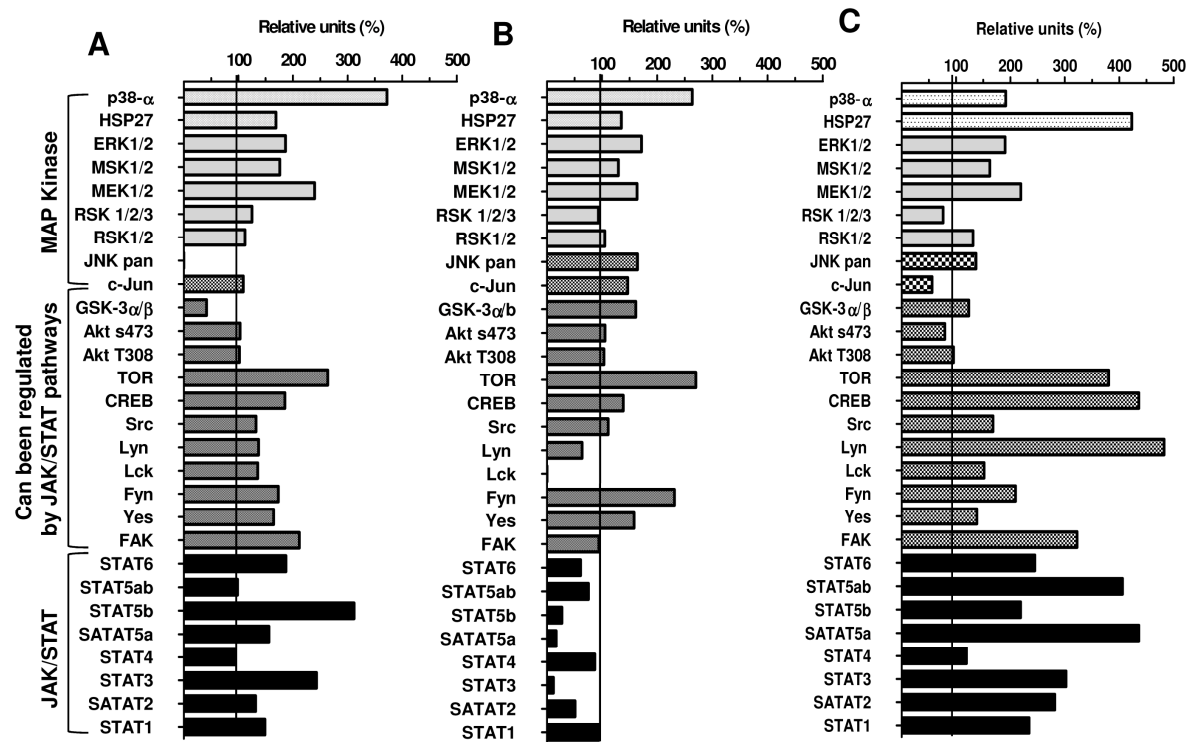 A
Relative units (%)
100 200 300 400 500
p38-α
HSP27
ERK1/2
MSK1/2
MEK1/2
RSK 1/2/3
RSK1/2
JNK pan
c-Jun
GSK-3α/β
Akt s473
Akt T308
TOR
CREB
Src
Lyn
Lck
Fyn
Yes
FAK
STAT6
STAT5ab
STAT5b
SATAT5a
STAT4
STAT3
SATAT2
STAT1
MAP Kinase
Can been regulated
by JAK/STAT pathways
JAK/STAT
B
Relative units (%)
100 200 300 400 500
p38-α
HSP27
ERK1/2
MSK1/2
MEK1/2
RSK 1/2/3
RSK1/2
JNK pan
c-Jun
GSK-3α/b
Akt s473
Akt T308
TOR
CREB
Src
Lyn
Lck
Fyn
Yes
FAK
STAT6
STAT5ab
STAT5b
SATAT5a
STAT4
STAT3
SATAT2
STAT1
C
Relative units (%)
100 200 300 400 500
p38-α
HSP27
ERK1/2
MSK1/2
MEK1/2
RSK 1/2/3
RSK1/2
JNK pan
c-Jun
GSK-3α/β
Akt s473
Akt T308
TOR
CREB
Src
Lyn
Lck
Fyn
Yes
FAK
STAT6
STAT5ab
STAT5b
SATAT5a
STAT4
STAT3
SATAT2
STAT1